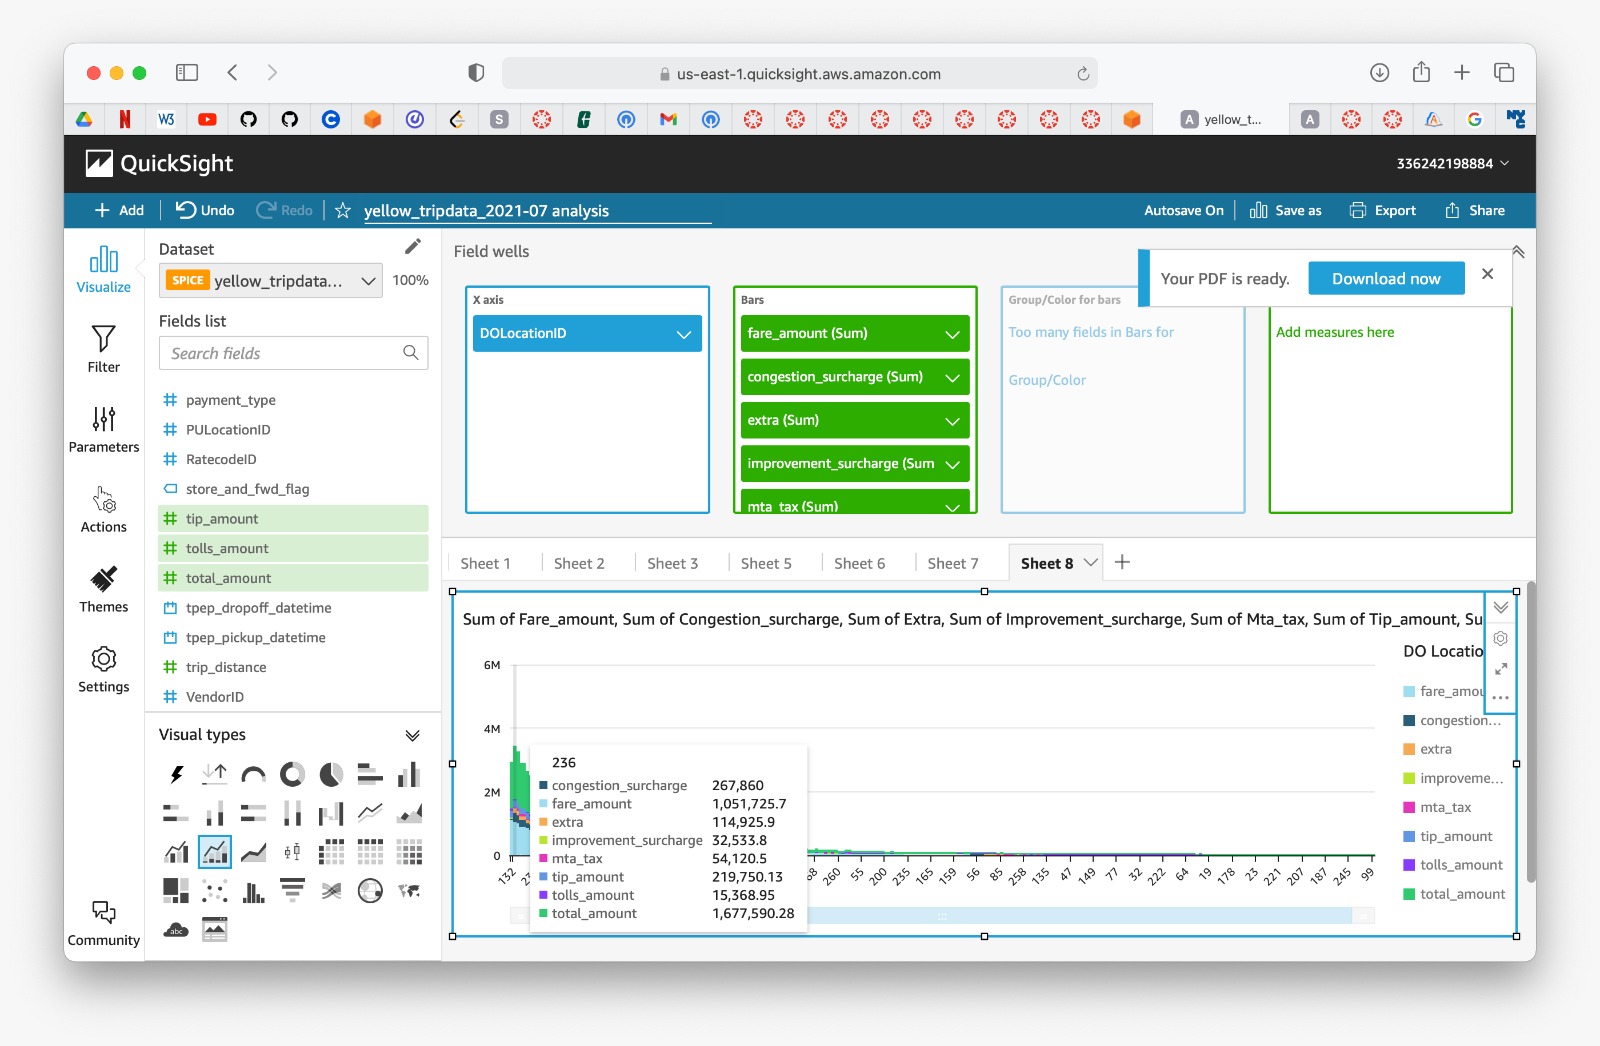 us-east-1.quicksight.aws.amazon.com
N W3 C S A yellow_t... A G NYC
QuickSight
336242198884
Add Undo Redo yellow_tripdata_2021-07 analysis Autosave On Save as Export Share
Visualize
Filter
Parameters
Actions
Themes
Settings
Community
Dataset
SPICE yellow_tripdata... 100%
Fields list
Search fields
payment_type
PULocationID
RatecodeID
store_and_fwd_flag
tip_amount
tolls_amount
total_amount
tpep_dropoff_datetime
tpep_pickup_datetime
trip_distance
VendorID
Visual types
abc
Field wells
Your PDF is ready. Download now
X axis
DOLocationID
Bars
fare_amount (Sum)
congestion_surcharge (Sum)
extra (Sum)
improvement_surcharge (Sum
mta_tax (Sum)
Group/Color for bars
Too many fields in Bars for
Group/Color
Add measures here
Sheet 1 Sheet 2 Sheet 3 Sheet 5 Sheet 6 Sheet 7 Sheet 8
Sum of Fare_amount, Sum of Congestion_surcharge, Sum of Extra, Sum of Improvement_surcharge, Sum of Mta_tax, Sum of Tip_amount, Su
6M
4M
2M
0
132 260 55 200 235 165 159 56 85 258 135 47 149 77 32 222 64 19 178 23 221 207 187 245 99
236
congestion_surcharge 267,860
fare_amount 1,051,725.7
extra 114,925.9
improvement_surcharge 32,533.8
mta_tax 54,120.5
tip_amount 219,750.13
tolls_amount 15,368.95
total_amount 1,677,590.28
DO Locatio
fare_amou
congestion...
extra
improveme...
mta_tax
tip_amount
tolls_amount
total_amount